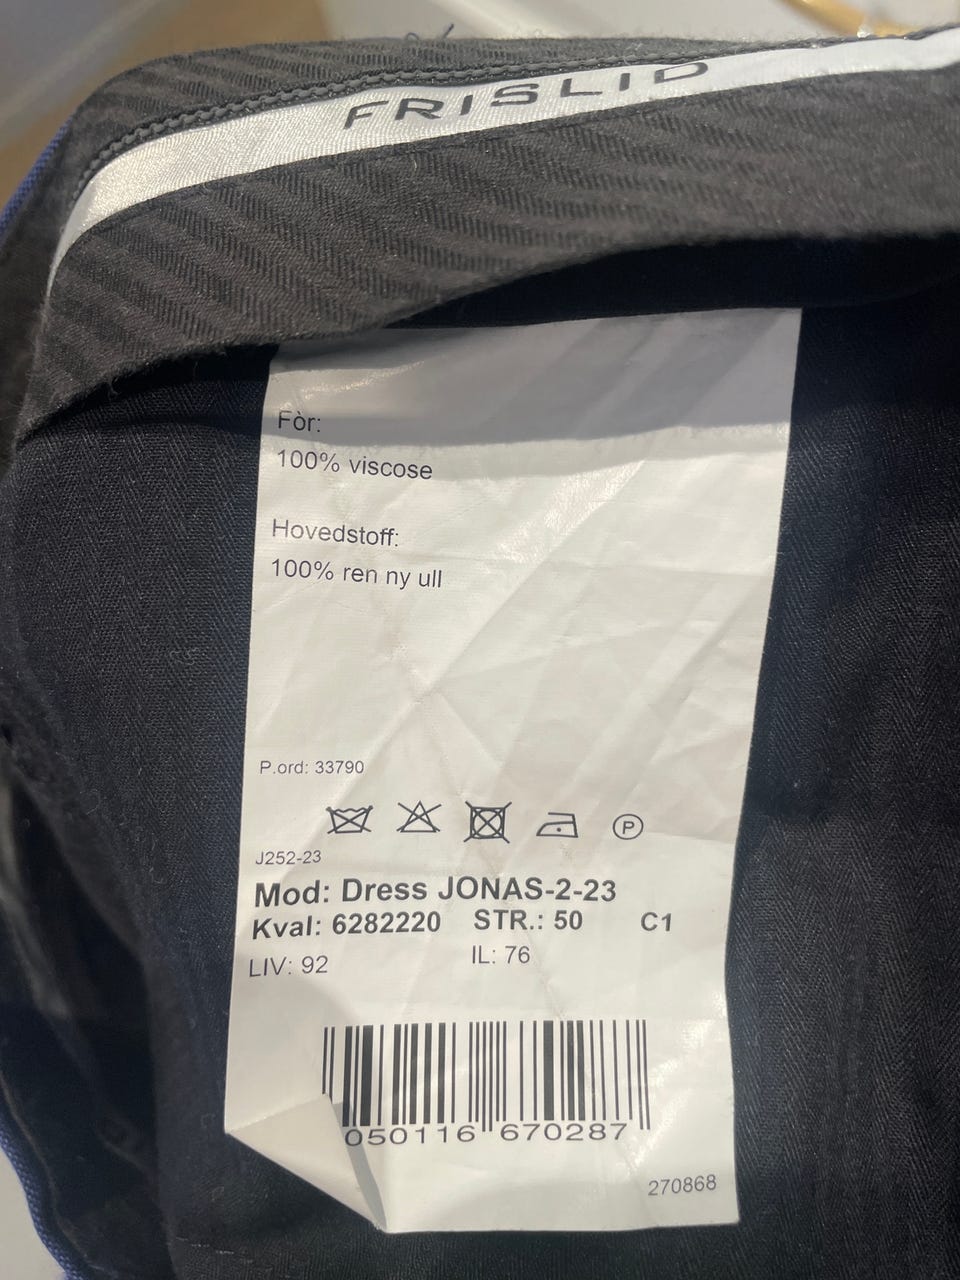 FRISLID
Fòr:
100% viscose
Hovedstoff:
100% ren ny ull
P.ord: 33790
P
J252-23
Mod: Dress JONAS-2-23
Kval: 6282220 STR.: 50 C1
LIV: 92 IL: 76
050116 670287
270868